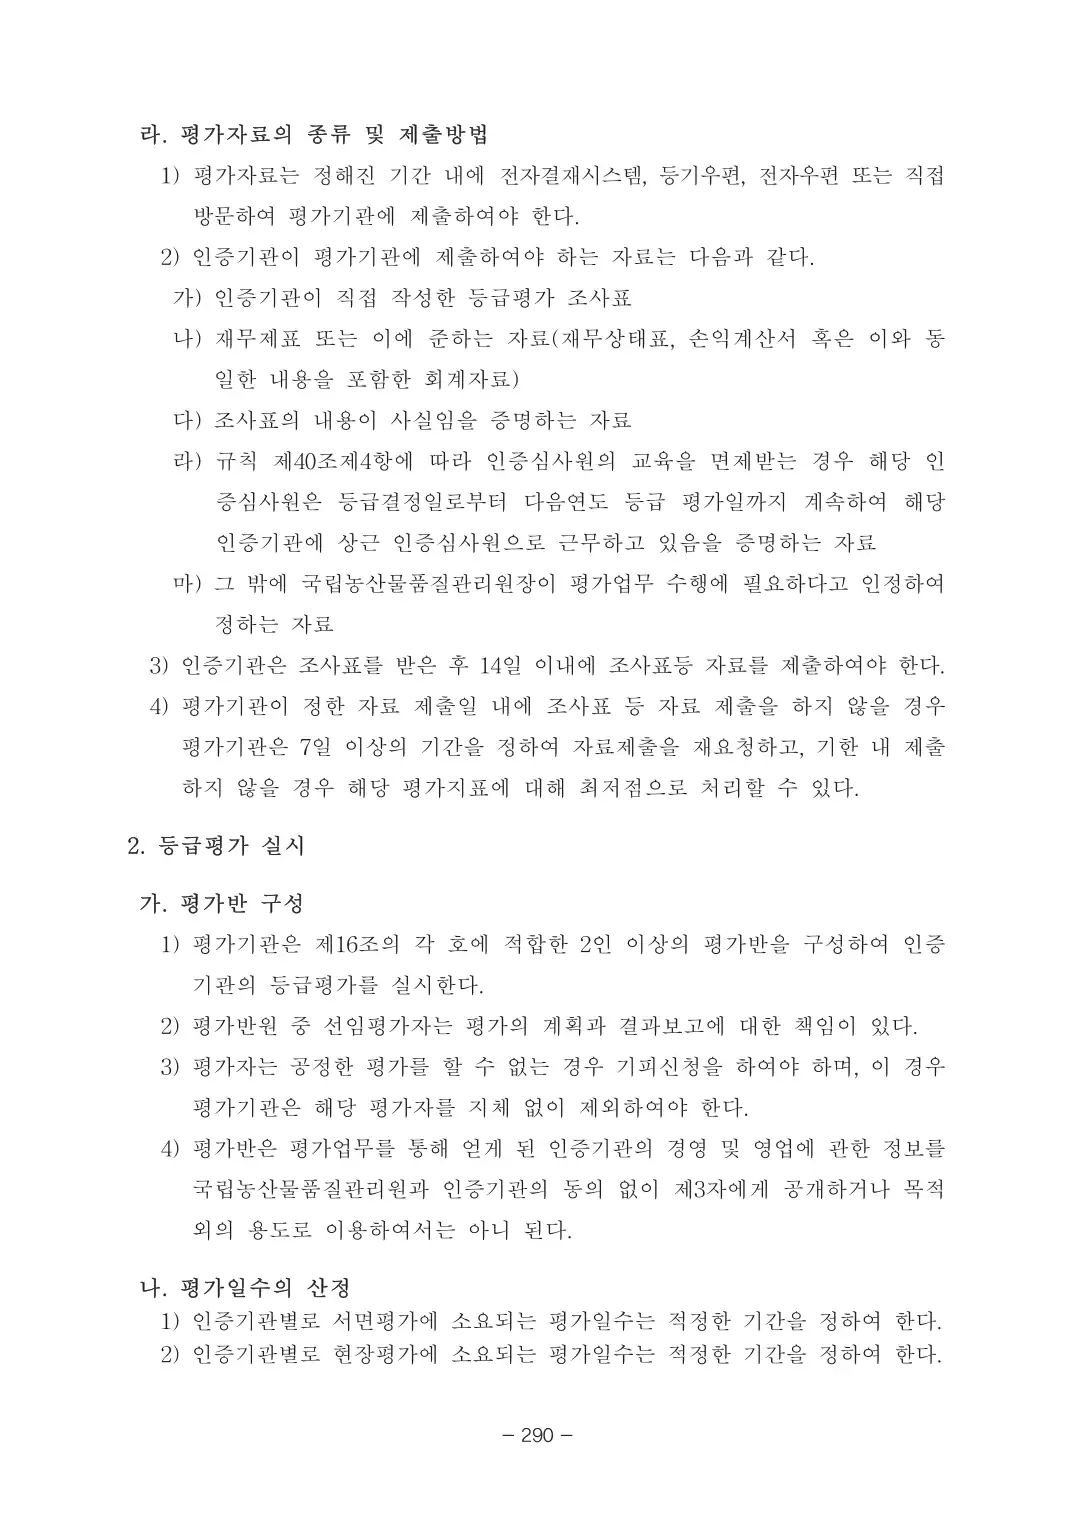 라. 평가자료의 종류 및 제출방법
1) 평가자료는 정해진 기간 내에 전자결재시스템, 등기우편, 전자우편 또는 직접
방문하여 평가기관에 제출하여야 한다.
2) 인증기관이 평가기관에 제출하여야 하는 자료는 다음과 같다.
가) 인증기관이 직접 작성한 등급평가 조사표
나) 재무제표 또는 이에 준하는 자료(재무상태표, 손익계산서 혹은 이와 동
일한 내용을 포함한 회계자료)
다) 조사표의 내용이 사실임을 증명하는 자료
라) 규칙 제40조제4항에 따라 인증심사원의 교육을 면제받는 경우 해당 인
증심사원은 등급결정일로부터 다음연도 등급 평가일까지 계속하여 해당
인증기관에 상근 인증심사원으로 근무하고 있음을 증명하는 자료
마) 그 밖에 국립농산물품질관리원장이 평가업무 수행에 필요하다고 인정하여
정하는 자료
3) 인증기관은 조사표를 받은 후 14일 이내에 조사표등 자료를 제출하여야 한다.
4) 평가기관이 정한 자료 제출일 내에 조사표 등 자료 제출을 하지 않을 경우
평가기관은 7일 이상의 기간을 정하여 자료제출을 재요청하고, 기한 내 제출
하지 않을 경우 해당 평가지표에 대해 최저점으로 처리할 수 있다.
2. 등급평가 실시
가. 평가반 구성
1) 평가기관은 제16조의 각 호에 적합한 2인 이상의 평가반을 구성하여 인증
기관의 등급평가를 실시한다.
2) 평가반원 중 선임평가자는 평가의 계획과 결과보고에 대한 책임이 있다.
3) 평가자는 공정한 평가를 할 수 없는 경우 기피신청을 하여야 하며, 이 경우
평가기관은 해당 평가자를 지체 없이 제외하여야 한다.
4) 평가반은 평가업무를 통해 얻게 된 인증기관의 경영 및 영업에 관한 정보를
국립농산물품질관리원과 인증기관의 동의 없이 제3자에게 공개하거나 목적
외의 용도로 이용하여서는 아니 된다.
나. 평가일수의 산정
1) 인증기관별로 서면평가에 소요되는 평가일수는 적정한 기간을 정하여 한다.
2) 인증기관별로 현장평가에 소요되는 평가일수는 적정한 기간을 정하여 한다.
- 290 -